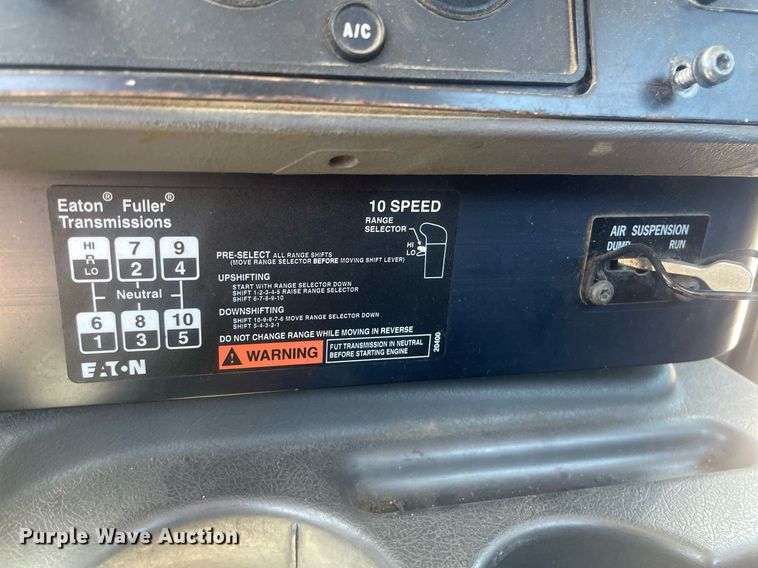 A/C
Eaton® Fuller®
Transmissions
10 SPEED
RANGE
SELECTOR
HI
LO
HI
R
LO
7
2
9
4
Neutral
6
1
8
3
10
5
EATON
PRE-SELECT ALL RANGE SHIFTS
(MOVE RANGE SELECTOR BEFORE MOVING SHIFT LEVER)
UPSHIFTING
START WITH RANGE SELECTOR DOWN
SHIFT 1-2-3-4-5 RAISE RANGE SELECTOR
SHIFT 6-7-8-9-10
DOWNSHIFTING
SHIFT 10-9-8-7-6 MOVE RANGE SELECTOR DOWN
SHIFT 5-4-3-2-1
DO NOT CHANGE RANGE WHILE MOVING IN REVERSE
WARNING
PUT TRANSMISSION IN NEUTRAL
BEFORE STARTING ENGINE
20400
AIR SUSPENSION
DUMP RUN
Purple Wave Auction